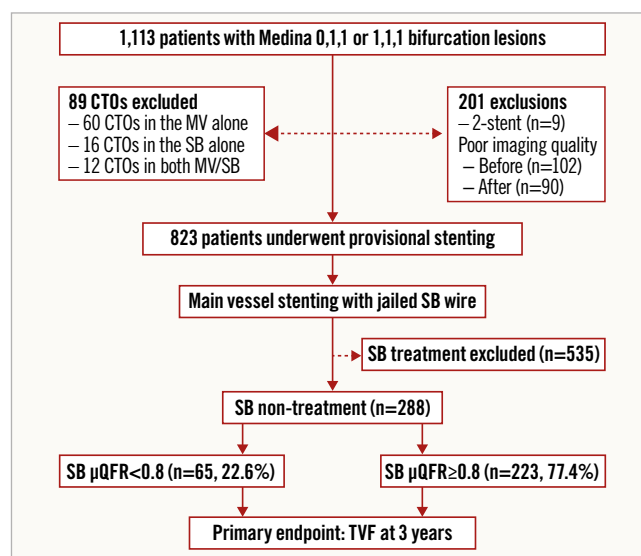 1,113 patients with Medina 0,1,1 or 1,1,1 bifurcation lesions
89 CTOs excluded
– 60 CTOs in the MV alone
– 16 CTOs in the SB alone
– 12 CTOs in both MV/SB
201 exclusions
– 2-stent (n=9)
Poor imaging quality
– Before (n=102)
– After (n=90)
823 patients underwent provisional stenting
Main vessel stenting with jailed SB wire
SB treatment excluded (n=535)
SB non-treatment (n=288)
SB µQFR<0.8 (n=65, 22.6%)
SB µQFR≥0.8 (n=223, 77.4%)
Primary endpoint: TVF at 3 years